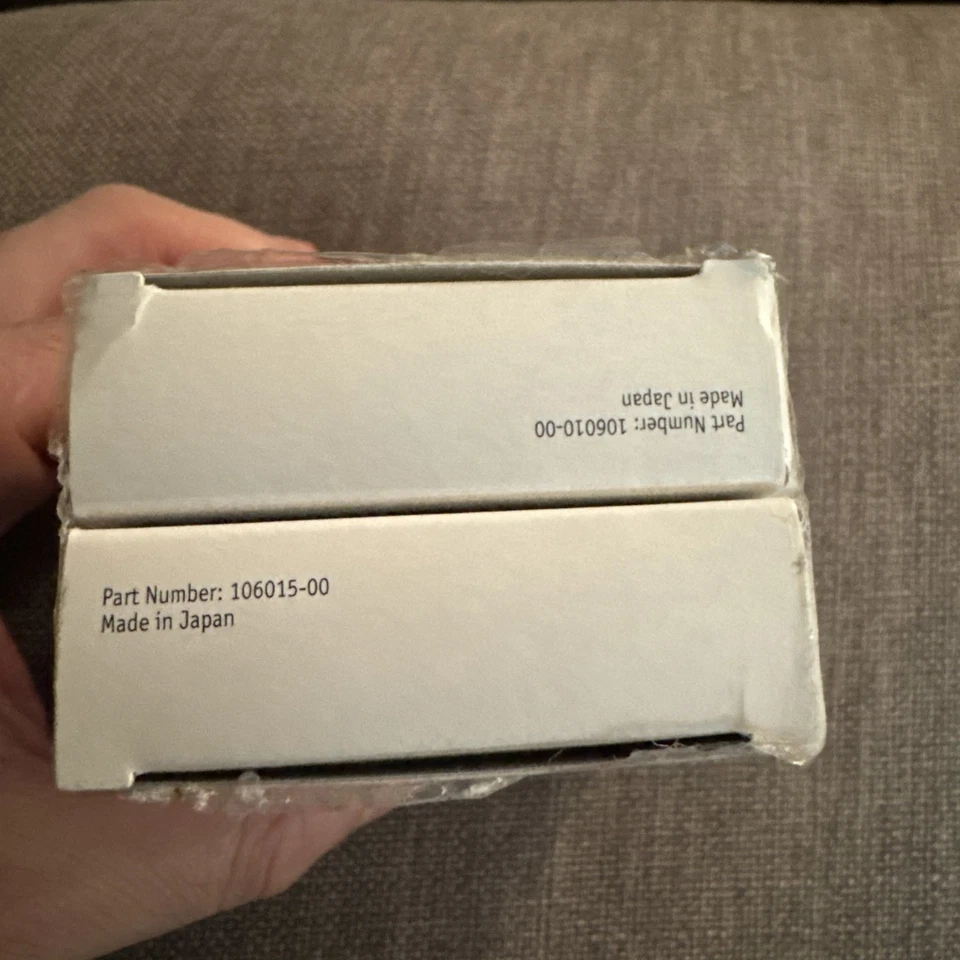 Part Number: 106010-00
Made in Japan
Part Number: 106015-00
Made in Japan